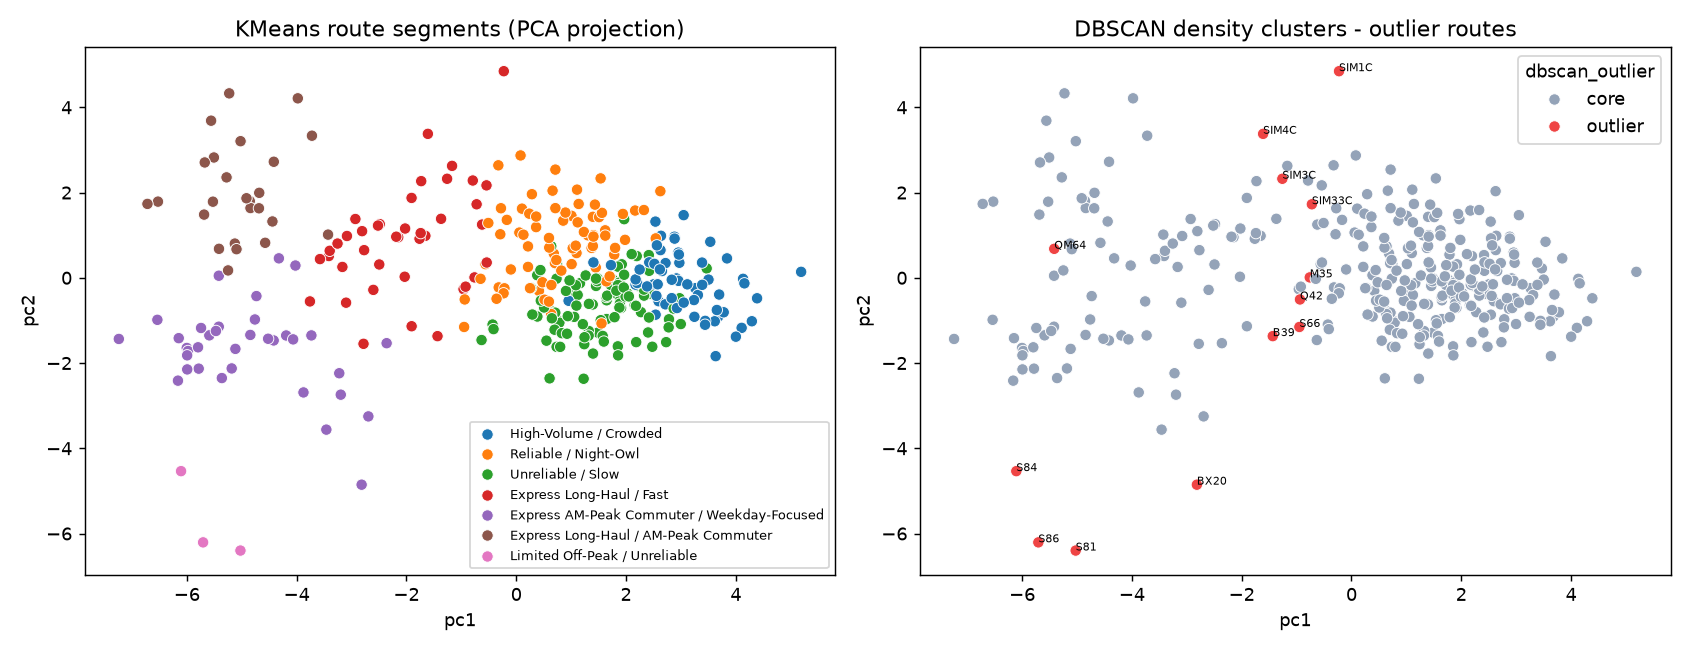 KMeans route segments (PCA projection)
4
2
0
−2
−4
−6
pc2
−6
−4
−2
0
2
4
pc1
High-Volume / Crowded
Reliable / Night-Owl
Unreliable / Slow
Express Long-Haul / Fast
Express AM-Peak Commuter / Weekday-Focused
Express Long-Haul / AM-Peak Commuter
Limited Off-Peak / Unreliable
DBSCAN density clusters - outlier routes
dbscan_outlier
core
outlier
SIM1C
SIM4C
SIM3C
SIM33C
QM64
M35
Q42
S66
B39
S84
BX20
S86
S81
4
2
0
−2
−4
−6
pc2
−6
−4
−2
0
2
4
pc1